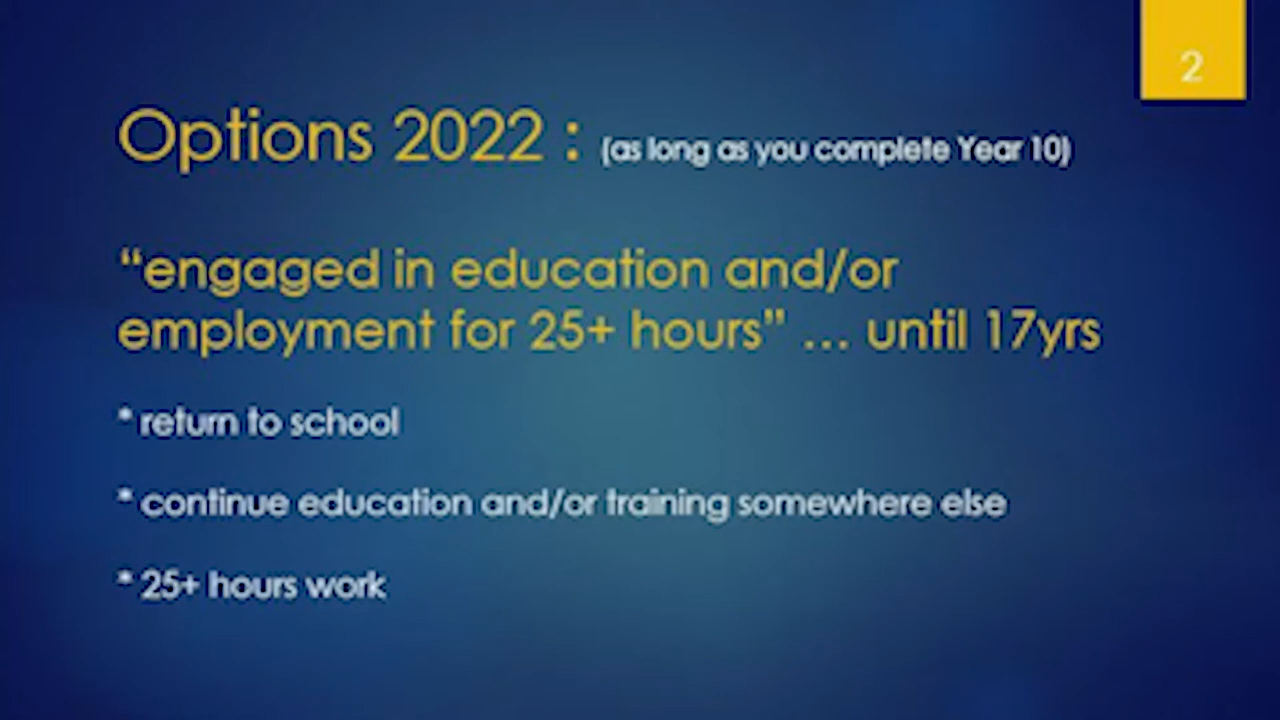 2
Options 2022 : (as long as you complete Year 10)
“engaged in education and/or
employment for 25+ hours” … until 17yrs
* return to school
* continue education and/or training somewhere else
* 25+ hours work